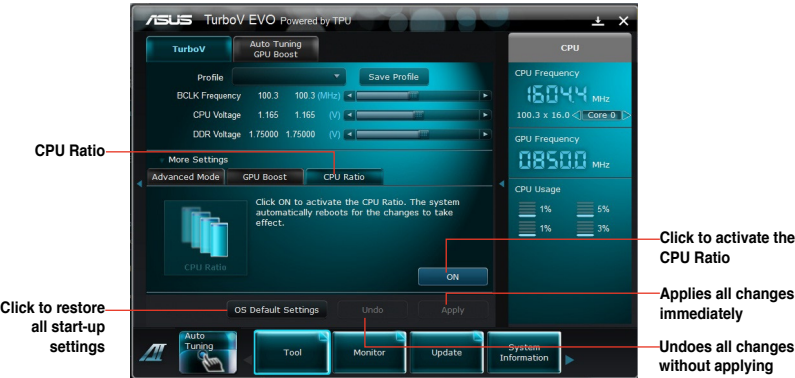 ASUS TurboV EVO Powered by TPU
TurboV
Auto Tuning
GPU Boost
CPU
Profile
Save Profile
BCLK Frequency 100.3 100.3 (MHz)
CPU Voltage 1.165 1.165 (V)
DDR Voltage 1.75000 1.75000 (V)
CPU Frequency
1604.4 MHz
100.3 x 16.0 Core 0
GPU Frequency
0850.0 MHz
CPU Usage
1% 5%
1% 3%
CPU Ratio
More Settings
Advanced Mode GPU Boost CPU Ratio
Click ON to activate the CPU Ratio. The system
automatically reboots for the changes to take
effect.
CPU Ratio
ON
Click to activate the
CPU Ratio
Click to restore
all start-up
settings
OS Default Settings Undo Apply
Applies all changes
immediately
Undoes all changes
without applying
AI
Auto
Tuning
Tool
Monitor
Update
System
Information